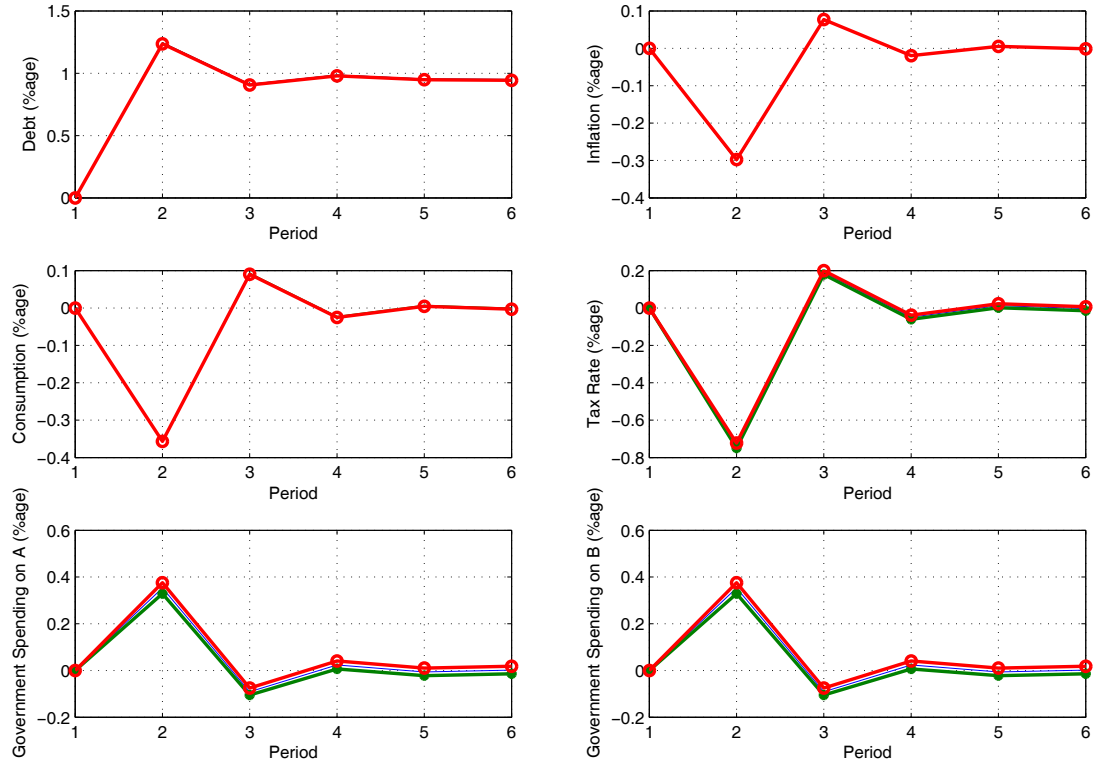 Debt (%age)
1.5
1
0.5
0
1 2 3 4 5 6
Period
Inflation (%age)
0.1
0
−0.1
−0.2
−0.3
−0.4
1 2 3 4 5 6
Period
Consumption (%age)
0.1
0
−0.1
−0.2
−0.3
−0.4
1 2 3 4 5 6
Period
Tax Rate (%age)
0.2
0
−0.2
−0.4
−0.6
−0.8
1 2 3 4 5 6
Period
Government Spending on A (%age)
0.6
0.4
0.2
0
−0.2
1 2 3 4 5 6
Period
Government Spending on B (%age)
0.6
0.4
0.2
0
−0.2
1 2 3 4 5 6
Period